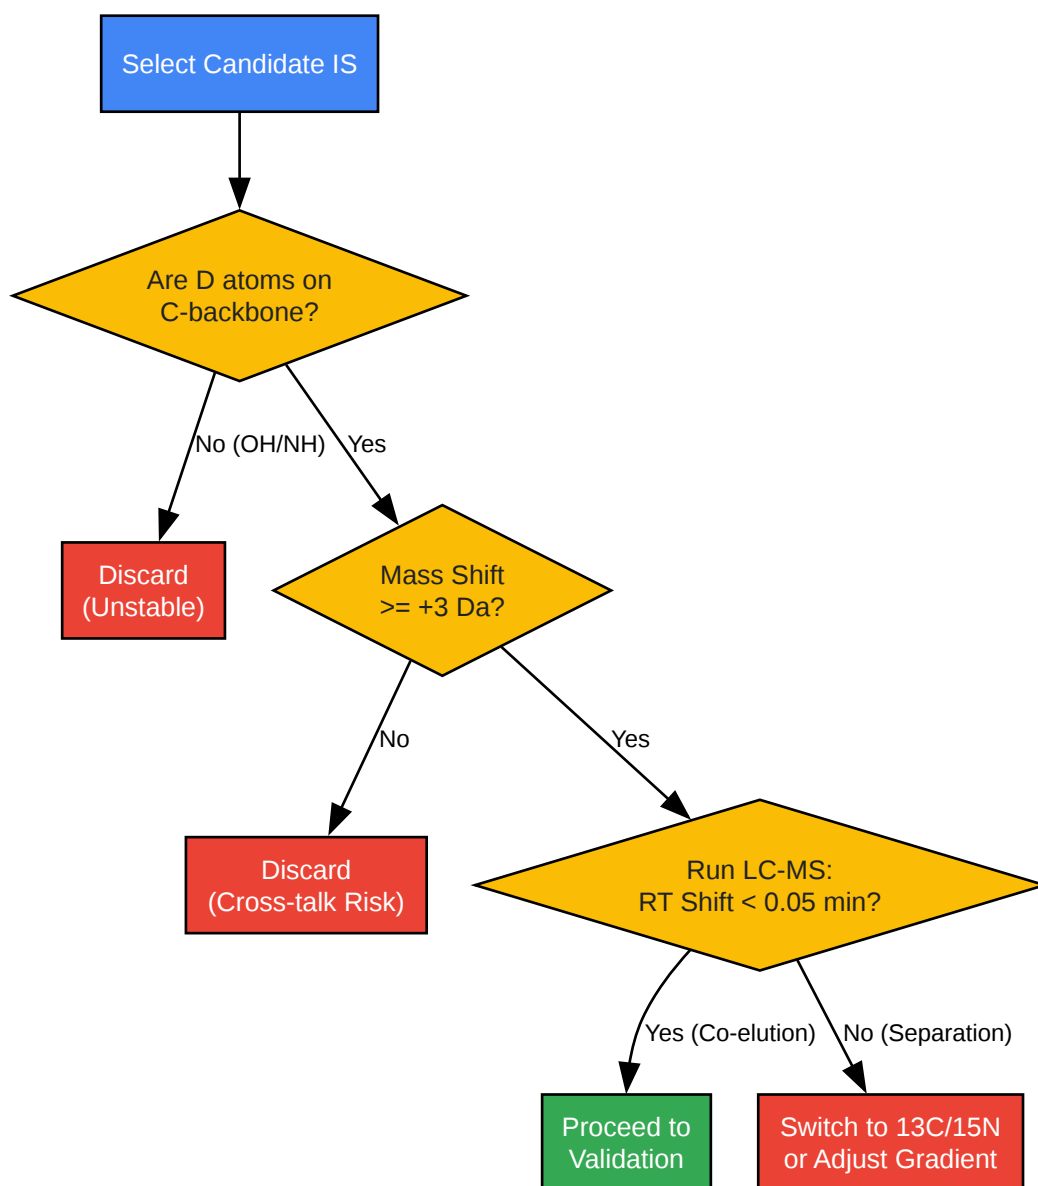 Select Candidate IS
Are D atoms on
C-backbone?
No (OH/NH)
Yes
Discard
(Unstable)
Mass Shift
>= +3 Da?
No
Yes
Discard
(Cross-talk Risk)
Run LC-MS:
RT Shift < 0.05 min?
Yes (Co-elution)
No (Separation)
Proceed to
Validation
Switch to 13C/15N
or Adjust Gradient